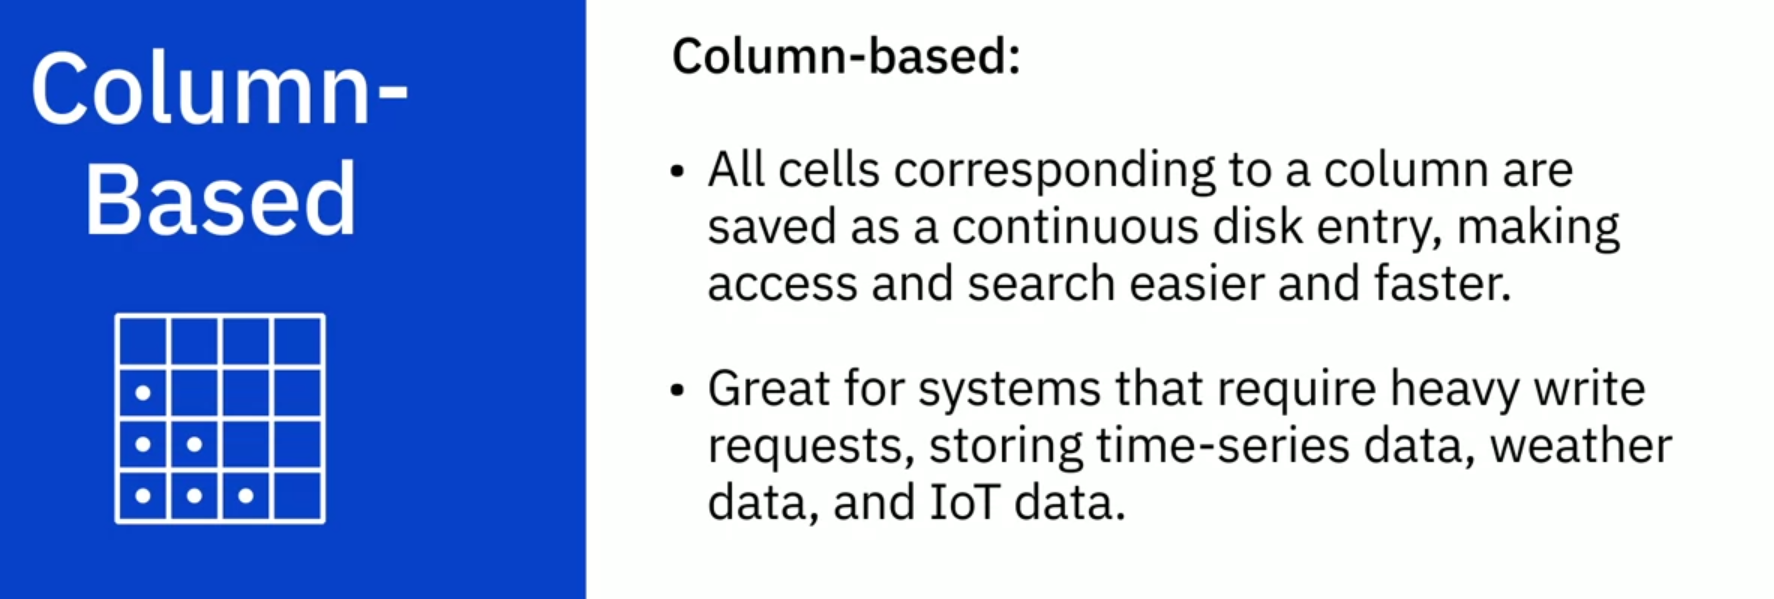 Column-
Based
Column-based:
• All cells corresponding to a column are
saved as a continuous disk entry, making
access and search easier and faster.
• Great for systems that require heavy write
requests, storing time-series data, weather
data, and IoT data.